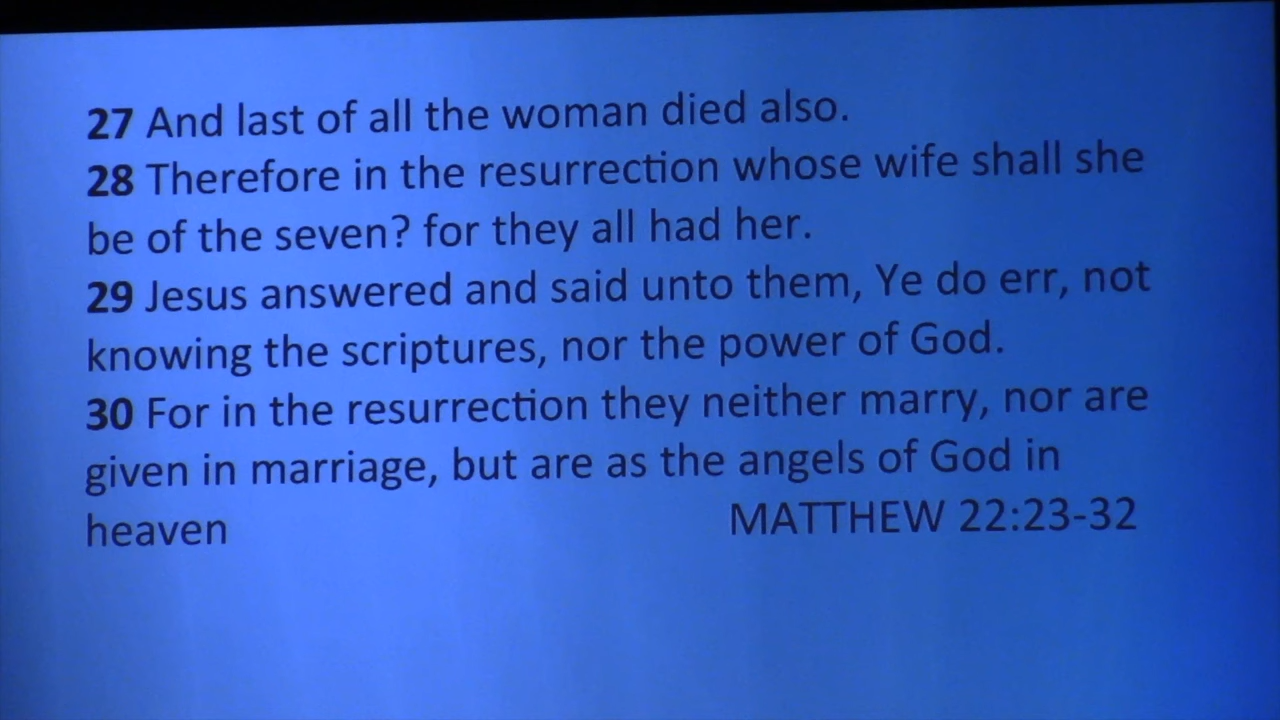 27 And last of all the woman died also.
28 Therefore in the resurrection whose wife shall she
be of the seven? for they all had her.
29 Jesus answered and said unto them, Ye do err, not
knowing the scriptures, nor the power of God.
30 For in the resurrection they neither marry, nor are
given in marriage, but are as the angels of God in
heaven MATTHEW 22:23-32